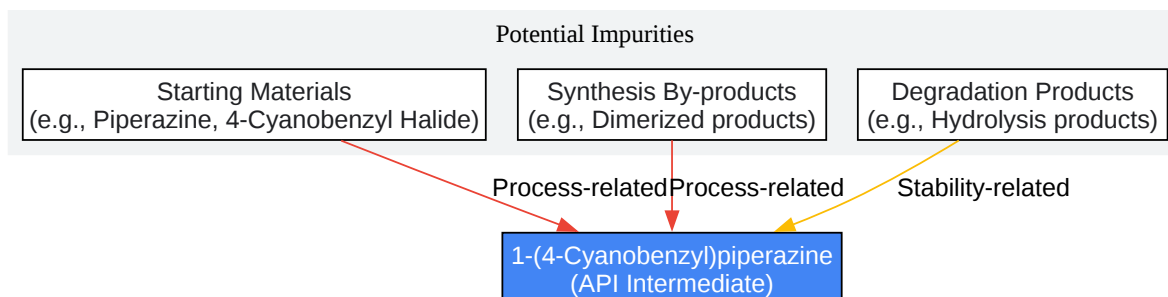 Potential Impurities
Starting Materials
(e.g., Piperazine, 4-Cyanobenzyl Halide)
Synthesis By-products
(e.g., Dimerized products)
Degradation Products
(e.g., Hydrolysis products)
Process-related
Process-related
Stability-related
1-(4-Cyanobenzyl)piperazine
(API Intermediate)